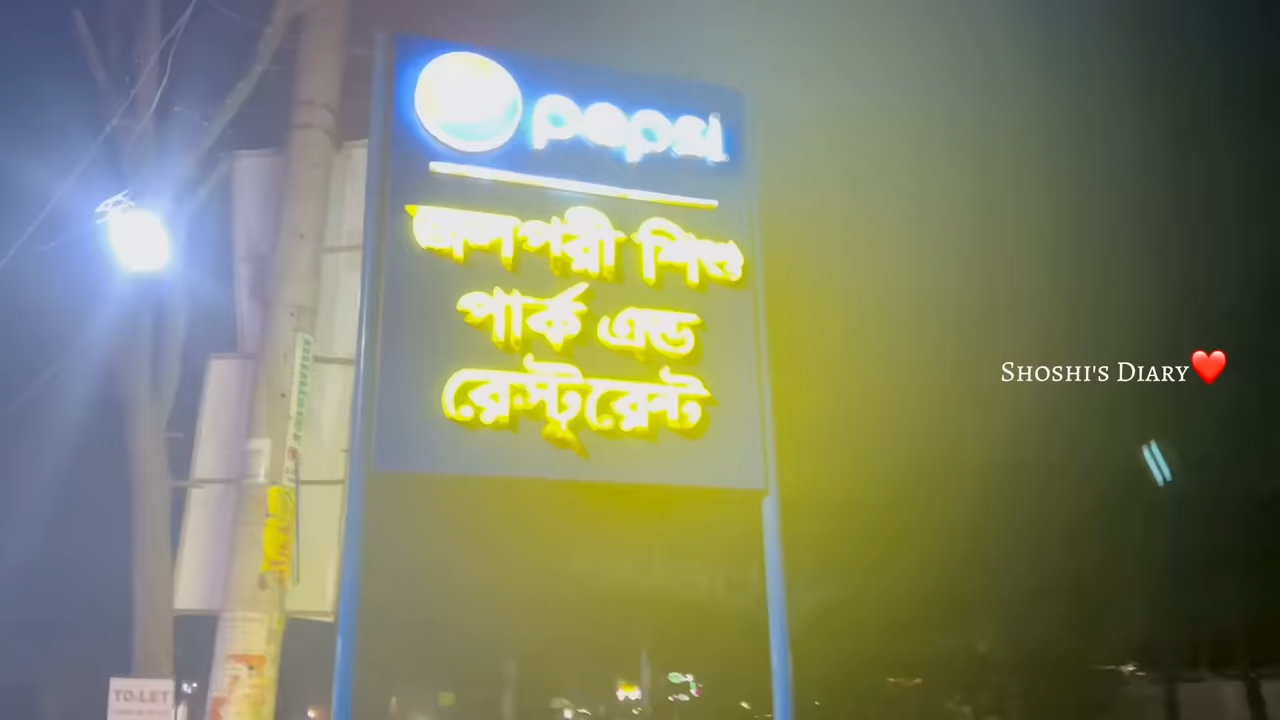 pepsi
জলপরী শিশু
পার্ক এন্ড
রেস্টুরেন্ট
Shoshi's Diary❤️
TO-LET